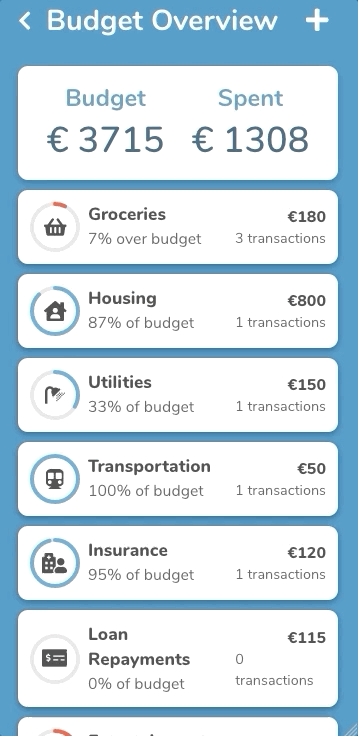 Budget Overview
Budget Spent
€ 3715 € 1308
Groceries €180
7% over budget 3 transactions
Housing €800
87% of budget 1 transactions
Utilities €150
33% of budget 1 transactions
Transportation €50
100% of budget 1 transactions
Insurance €120
95% of budget 1 transactions
Loan €115
Repayments 0
0% of budget transactions